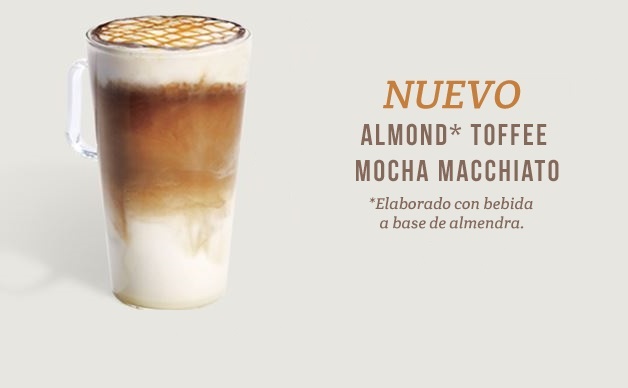 NUEVO
ALMOND* TOFFEE
MOCHA MACCHIATO
*Elaborado con bebida
a base de almendra.